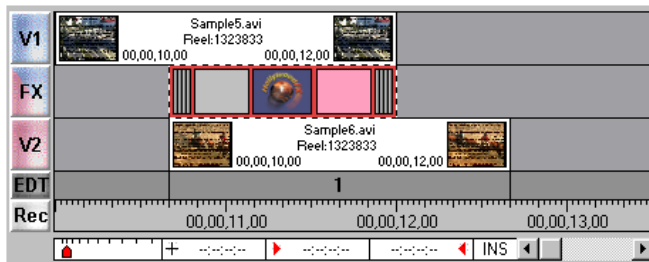 V1
Sample5.avi
Reel:1323833
00,00,10,00 00,00,12,00
FX
V2
Sample6.avi
Reel:1323833
00,00,10,00 00,00,12,00
EDT 1
Rec
00,00,11,00 00,00,12,00 00,00,13,00
+ --:--:--:-- --:--:--:-- --:--:--:-- INS